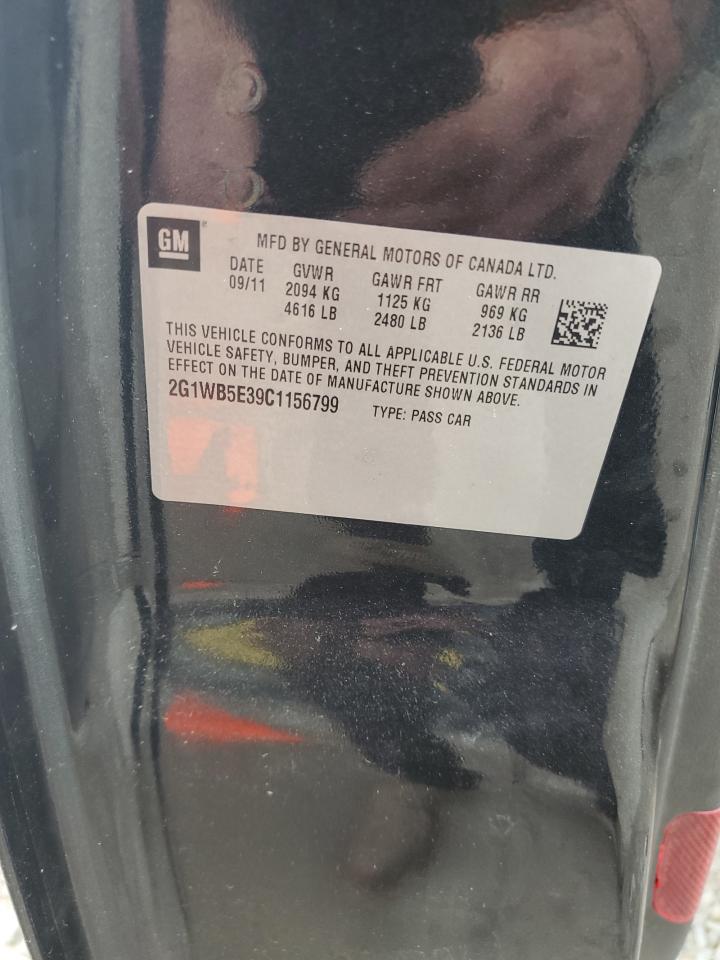 GM
MFD BY GENERAL MOTORS OF CANADA LTD.
DATE GVWR GAWR FRT GAWR RR
09/11 2094 KG 1125 KG 969 KG
4616 LB 2480 LB 2136 LB
THIS VEHICLE CONFORMS TO ALL APPLICABLE U.S. FEDERAL MOTOR
VEHICLE SAFETY, BUMPER, AND THEFT PREVENTION STANDARDS IN
EFFECT ON THE DATE OF MANUFACTURE SHOWN ABOVE.
2G1WB5E39C1156799 TYPE: PASS CAR